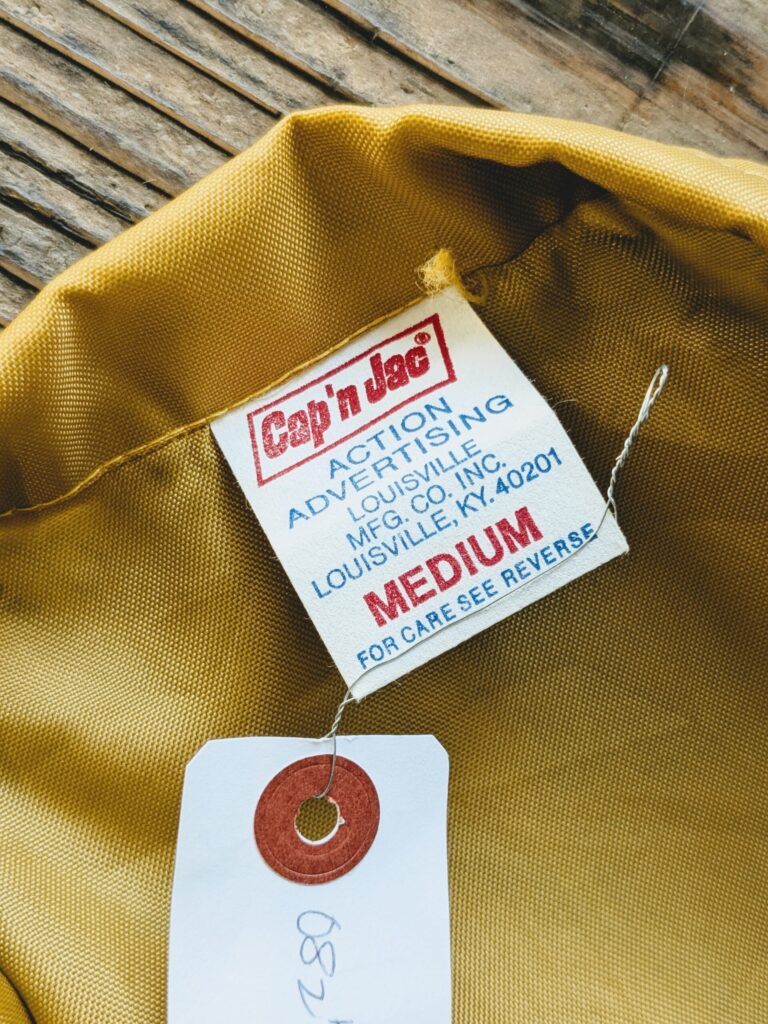 Cap'n Jac®
ACTION
ADVERTISING
LOUISVILLE
MFG. CO. INC.
LOUISVILLE, KY. 40201
MEDIUM
FOR CARE SEE REVERSE